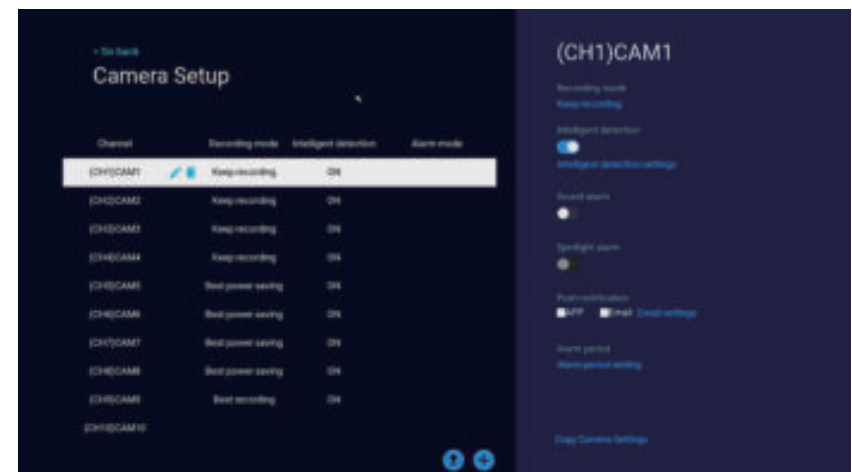 < Go back
Camera Setup
Channel Recording mode Intelligent detection Alarm mode
(CH1)CAM1 Keep recording ON
(CH2)CAM2 Keep recording ON
(CH3)CAM3 Keep recording ON
(CH4)CAM4 Keep recording ON
(CH5)CAM5 Best power saving ON
(CH6)CAM6 Best power saving ON
(CH7)CAM7 Best power saving ON
(CH8)CAM8 Best power saving ON
(CH9)CAM9 Best recording ON
(CH10)CAM10
(CH1)CAM1
Recording mode
Keep recording
Intelligent detection
Intelligent detection settings
Sound alarm
Spotlight alarm
Push notification
APP Email Email settings
Alarm period
Alarm period setting
Copy Camera Settings